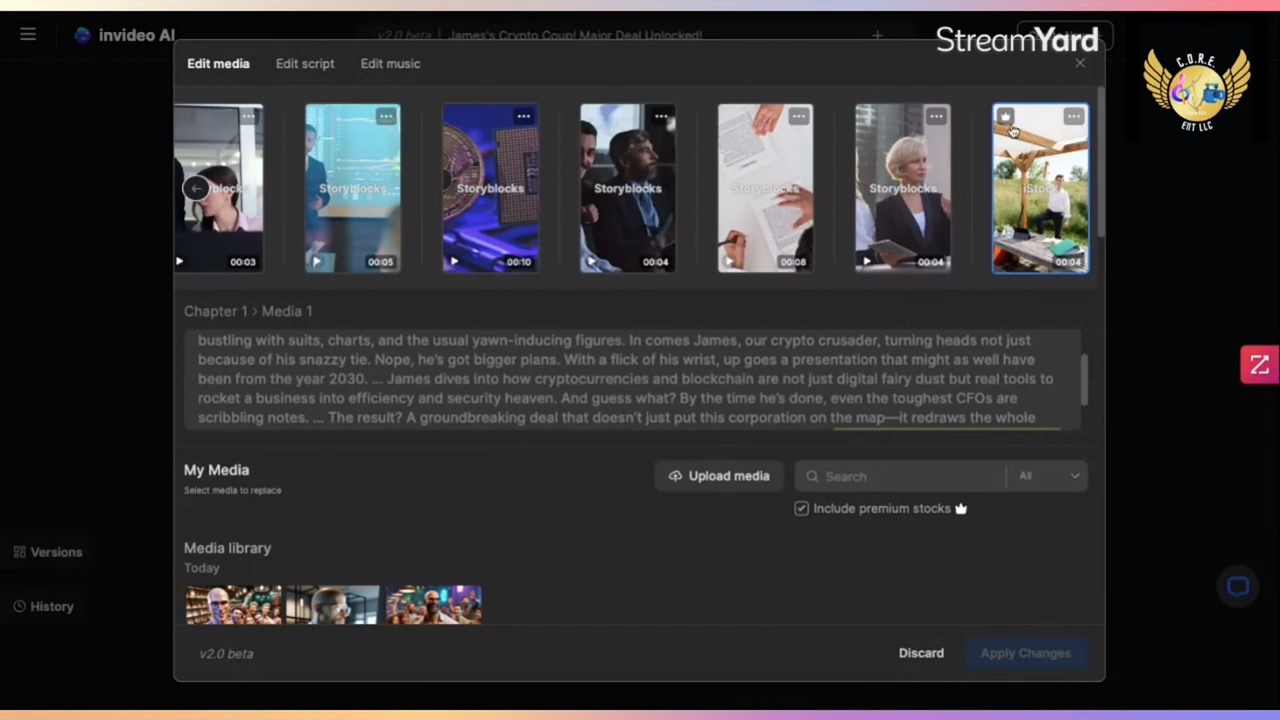 invideo AI
v2.0 beta
James's Crypto Coup! Major Deal Unlocked!
StreamYard
C.O.R.E.
ENT LLC
Edit media
Edit script
Edit music
yblocks
Storyblocks
Storyblocks
Storyblocks
Storyblocks
Storyblocks
iStock
00:03
00:05
00:10
00:04
00:08
00:04
00:04
Chapter 1 > Media 1
bustling with suits, charts, and the usual yawn-inducing figures. In comes James, our crypto crusader, turning heads not just
because of his snazzy tie. Nope, he's got bigger plans. With a flick of his wrist, up goes a presentation that might as well have
been from the year 2030. ... James dives into how cryptocurrencies and blockchain are not just digital fairy dust but real tools to
rocket a business into efficiency and security heaven. And guess what? By the time he's done, even the toughest CFOs are
scribbling notes. ... The result? A groundbreaking deal that doesn't just put this corporation on the map—it redraws the whole
My Media
Select media to replace
Upload media
Search
All
Include premium stocks
Versions
Media library
Today
History
v2.0 beta
Discard
Apply Changes